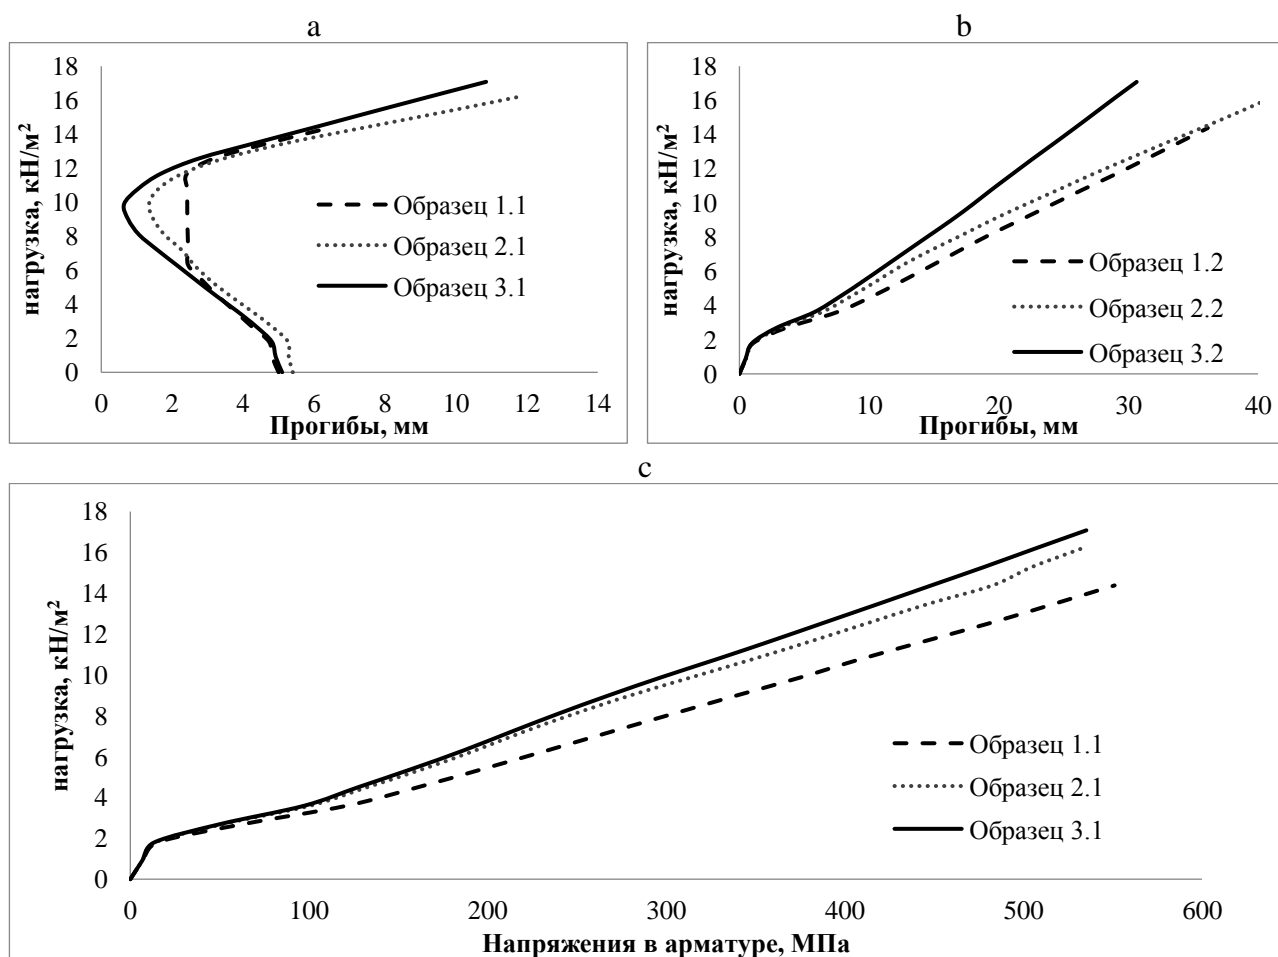 a
нагрузка, кН/м²
18
16
14
12
10
8
6
4
2
0
0 2 4 6 8 10 12 14
Прогибы, мм
Образец 1.1
Образец 2.1
Образец 3.1
b
нагрузка, кН/м²
18
16
14
12
10
8
6
4
2
0
0 10 20 30 40
Прогибы, мм
Образец 1.2
Образец 2.2
Образец 3.2
c
нагрузка, кН/м²
18
16
14
12
10
8
6
4
2
0
0 100 200 300 400 500 600
Напряжения в арматуре, МПа
Образец 1.1
Образец 2.1
Образец 3.1